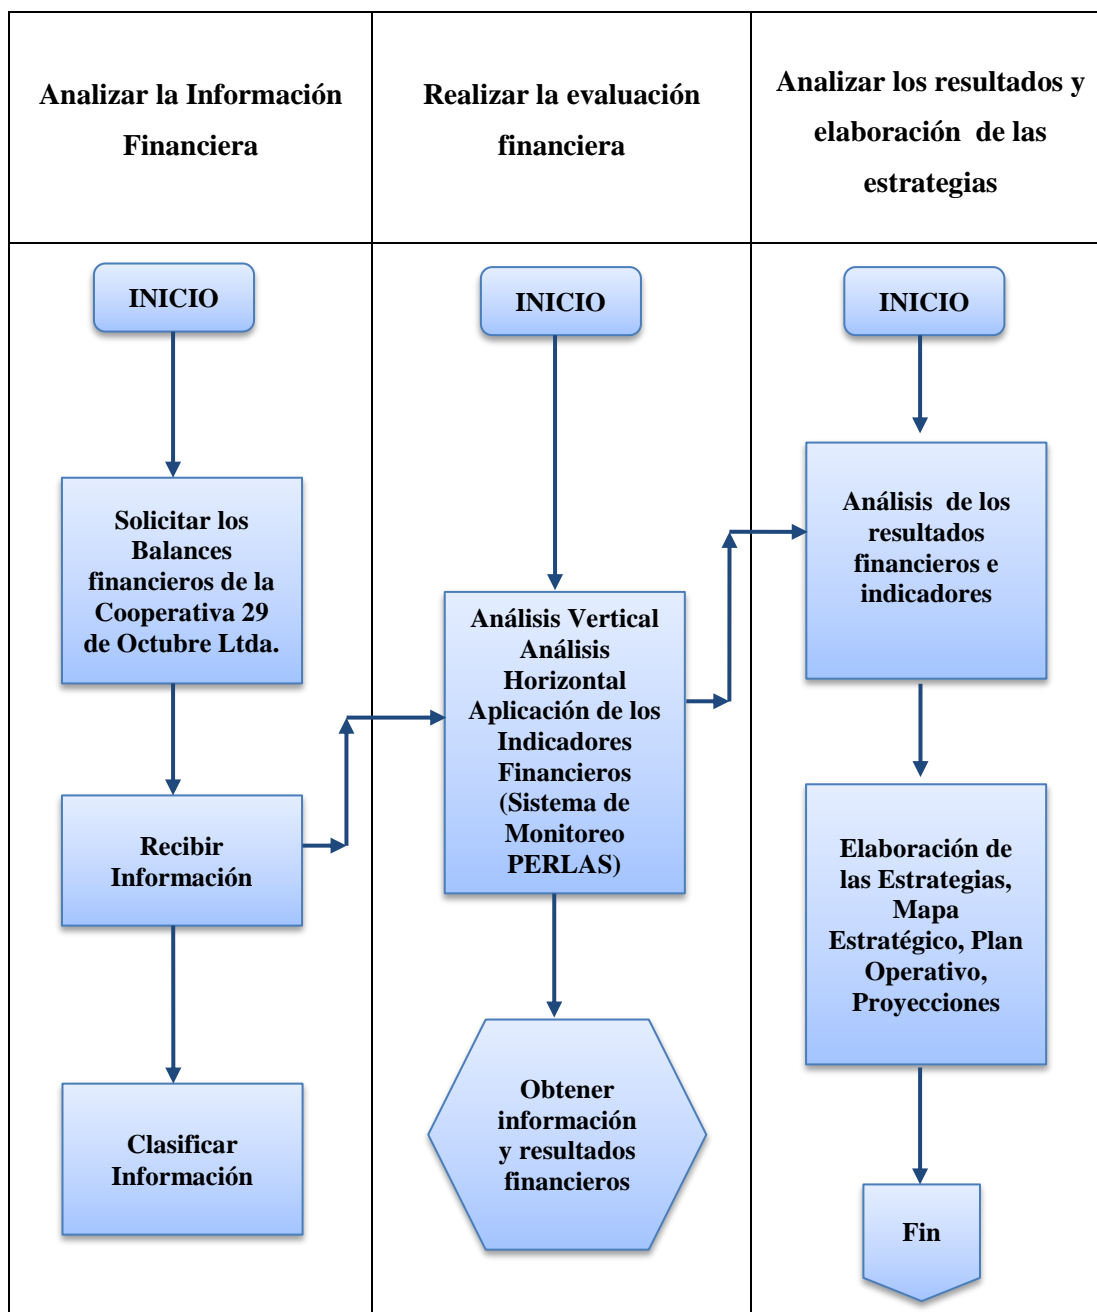 Analizar la Información
Financiera
Realizar la evaluación
financiera
Analizar los resultados y
elaboración de las
estrategias
INICIO
Solicitar los
Balances
financieros de la
Cooperativa 29
de Octubre Ltda.
Recibir
Información
Clasificar
Información
INICIO
Análisis Vertical
Análisis
Horizontal
Aplicación de los
Indicadores
Financieros
(Sistema de
Monitoreo
PERLAS)
Obtener
información
y resultados
financieros
INICIO
Análisis de los
resultados
financieros e
indicadores
Elaboración de
las Estrategias,
Mapa
Estratégico, Plan
Operativo,
Proyecciones
Fin